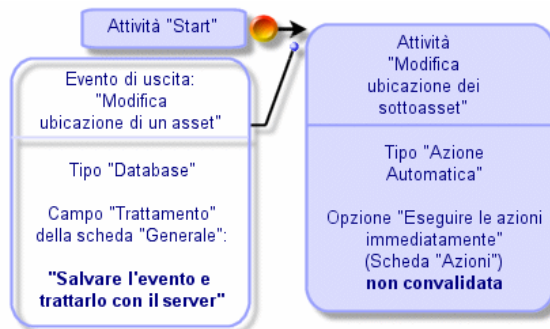 Attività "Start"
Evento di uscita:
"Modifica
ubicazione di un asset"
Tipo "Database"
Campo "Trattamento"
della scheda "Generale":
"Salvare l'evento e
trattarlo con il server"
Attività
"Modifica
ubicazione dei
sottoasset"
Tipo "Azione
Automatica"
Opzione "Eseguire le azioni
immediatamente"
(Scheda "Azioni")
non convalidata